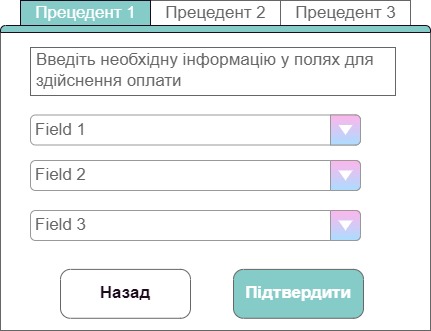 Прецедент 1 Прецедент 2 Прецедент 3
Введіть необхідну інформацію у полях для
здійснення оплати
Field 1
Field 2
Field 3
Назад Підтвердити